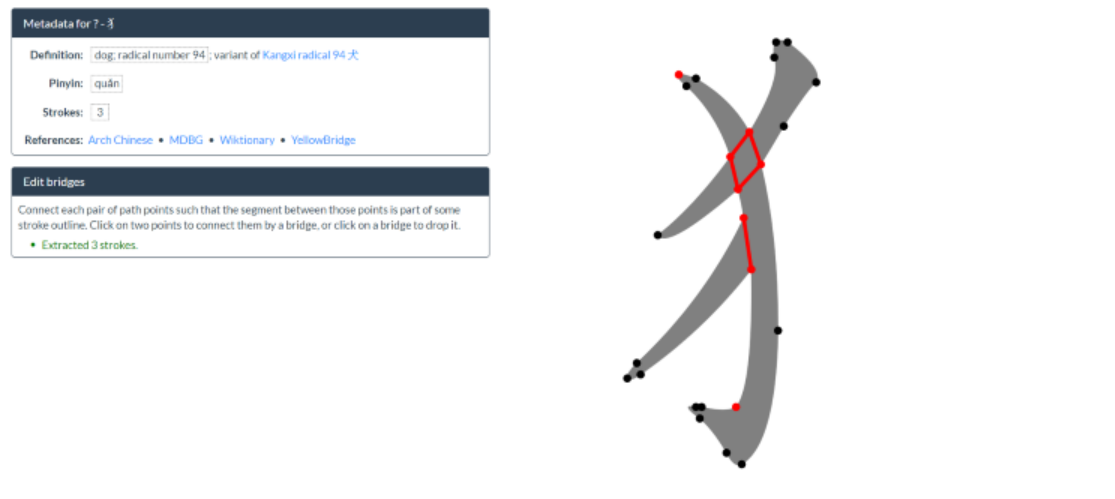 Metadata for ? - 犭
Definition: dog; radical number 94 ; variant of Kangxi radical 94 犬
Pinyin: quǎn
Strokes: 3
References: Arch Chinese • MDBG • Wiktionary • YellowBridge
Edit bridges
Connect each pair of path points such that the segment between those points is part of some
stroke outline. Click on two points to connect them by a bridge, or click on a bridge to drop it.
• Extracted 3 strokes.
犭